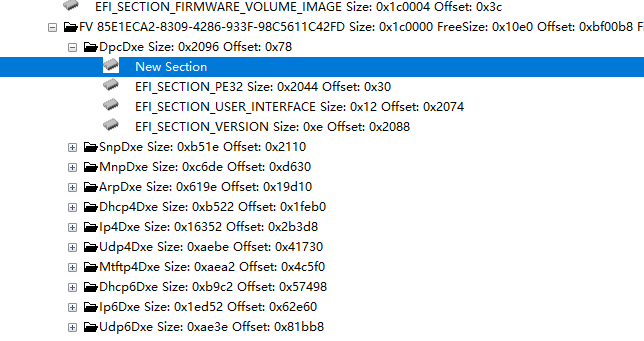 EFI_SECTION_FIRMWARE_VOLUME_IMAGE Size: 0x1c0004 Offset: 0x3c
FV 85E1ECA2-8309-4286-933F-98C5611C42FD Size: 0x1c0000 FreeSize: 0x10e0 Offset: 0xbf00b8 F
DpcDxe Size: 0x2096 Offset: 0x78
New Section
EFI_SECTION_PE32 Size: 0x2044 Offset: 0x30
EFI_SECTION_USER_INTERFACE Size: 0x12 Offset: 0x2074
EFI_SECTION_VERSION Size: 0xe Offset: 0x2088
SnpDxe Size: 0xb51e Offset: 0x2110
MnpDxe Size: 0xc6de Offset: 0xd630
ArpDxe Size: 0x619e Offset: 0x19d10
Dhcp4Dxe Size: 0xb522 Offset: 0x1feb0
Ip4Dxe Size: 0x16352 Offset: 0x2b3d8
Udp4Dxe Size: 0xaebe Offset: 0x41730
Mtftp4Dxe Size: 0xaea2 Offset: 0x4c5f0
Dhcp6Dxe Size: 0xb9c2 Offset: 0x57498
Ip6Dxe Size: 0x1ed52 Offset: 0x62e60
Udp6Dxe Size: 0xae3e Offset: 0x81bb8